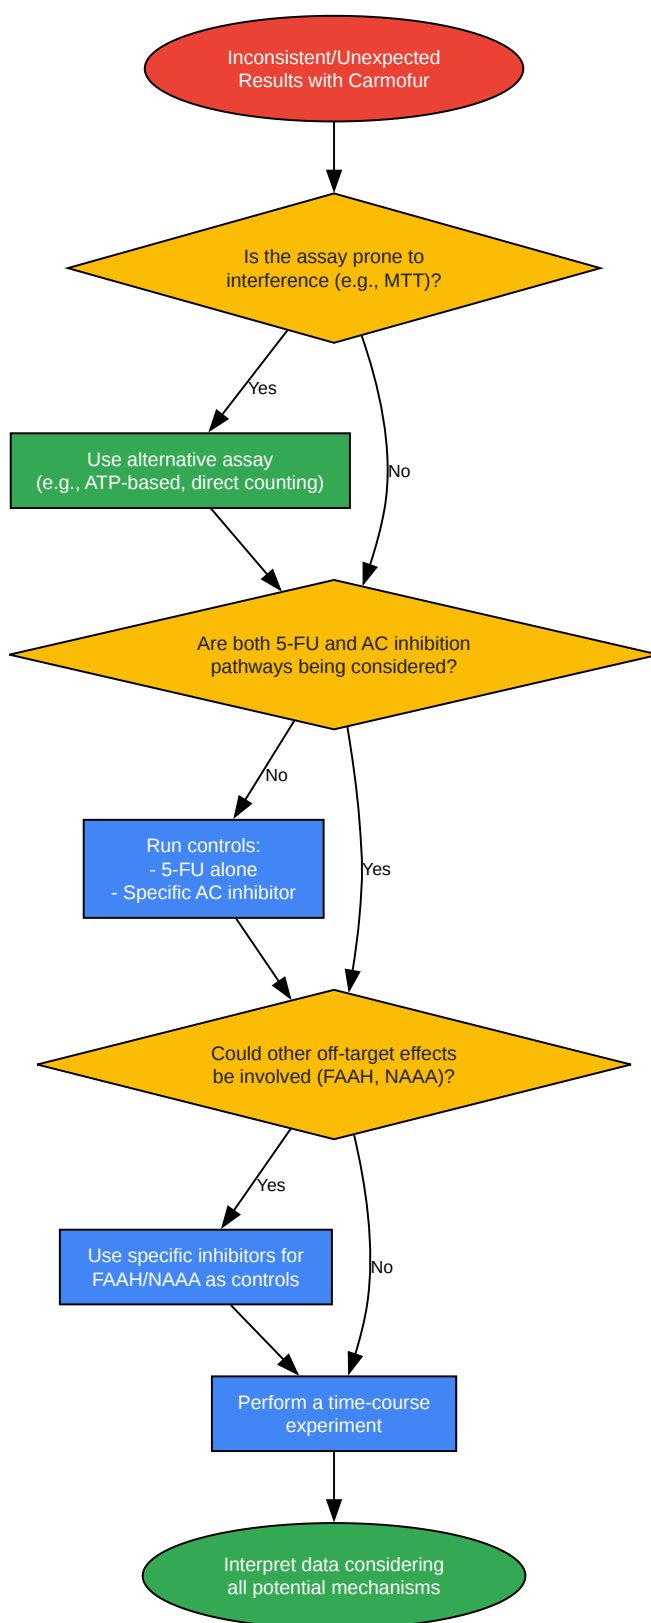 Inconsistent/Unexpected
Results with Carmofur
Is the assay prone to
interference (e.g., MTT)?
Yes
Use alternative assay
(e.g., ATP-based, direct counting)
No
Are both 5-FU and AC inhibition
pathways being considered?
No
Run controls:
- 5-FU alone
- Specific AC inhibitor
Yes
Could other off-target effects
be involved (FAAH, NAAA)?
Yes
Use specific inhibitors for
FAAH/NAAA as controls
No
Perform a time-course
experiment
Interpret data considering
all potential mechanisms